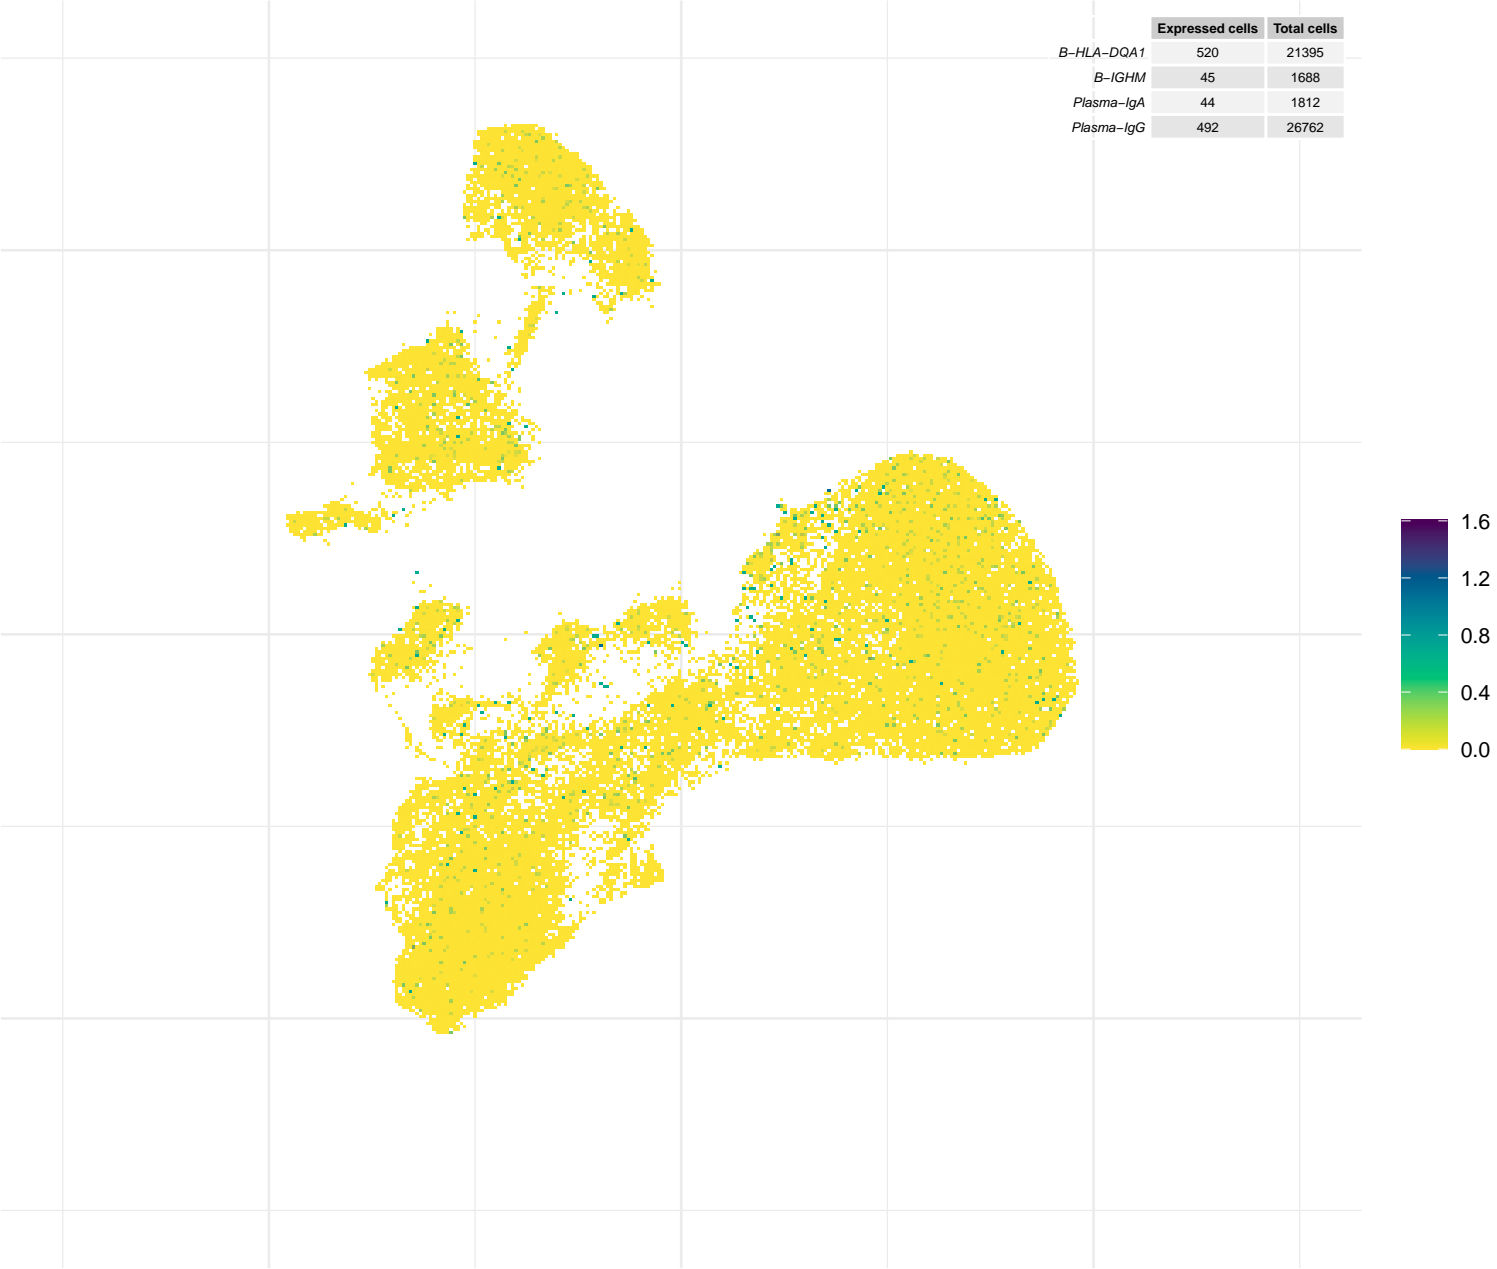 Expressed cells Total cells
B−HLA−DQA1 520 21395
B−IGHM 45 1688
Plasma−IgA 44 1812
Plasma−IgG 492 26762
1.6
1.2
0.8
0.4
0.0